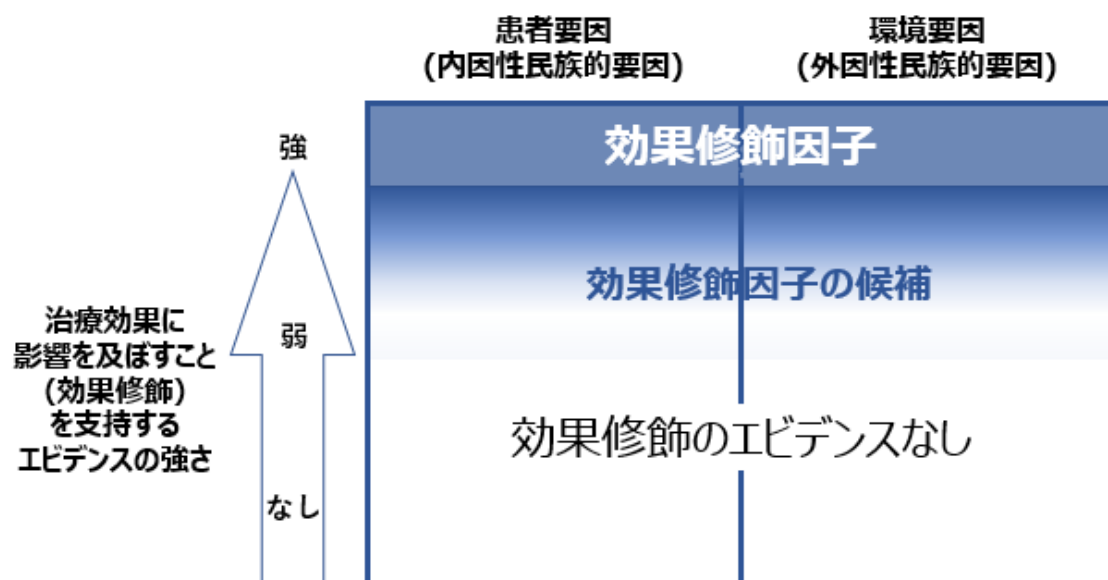 患者要因
(内因性民族的要因)
環境要因
(外因性民族的要因)
効果修飾因子
強
効果修飾因子の候補
治療効果に
影響を及ぼすこと
(効果修飾)
を支持する
エビデンスの強さ
弱
効果修飾のエビデンスなし
なし